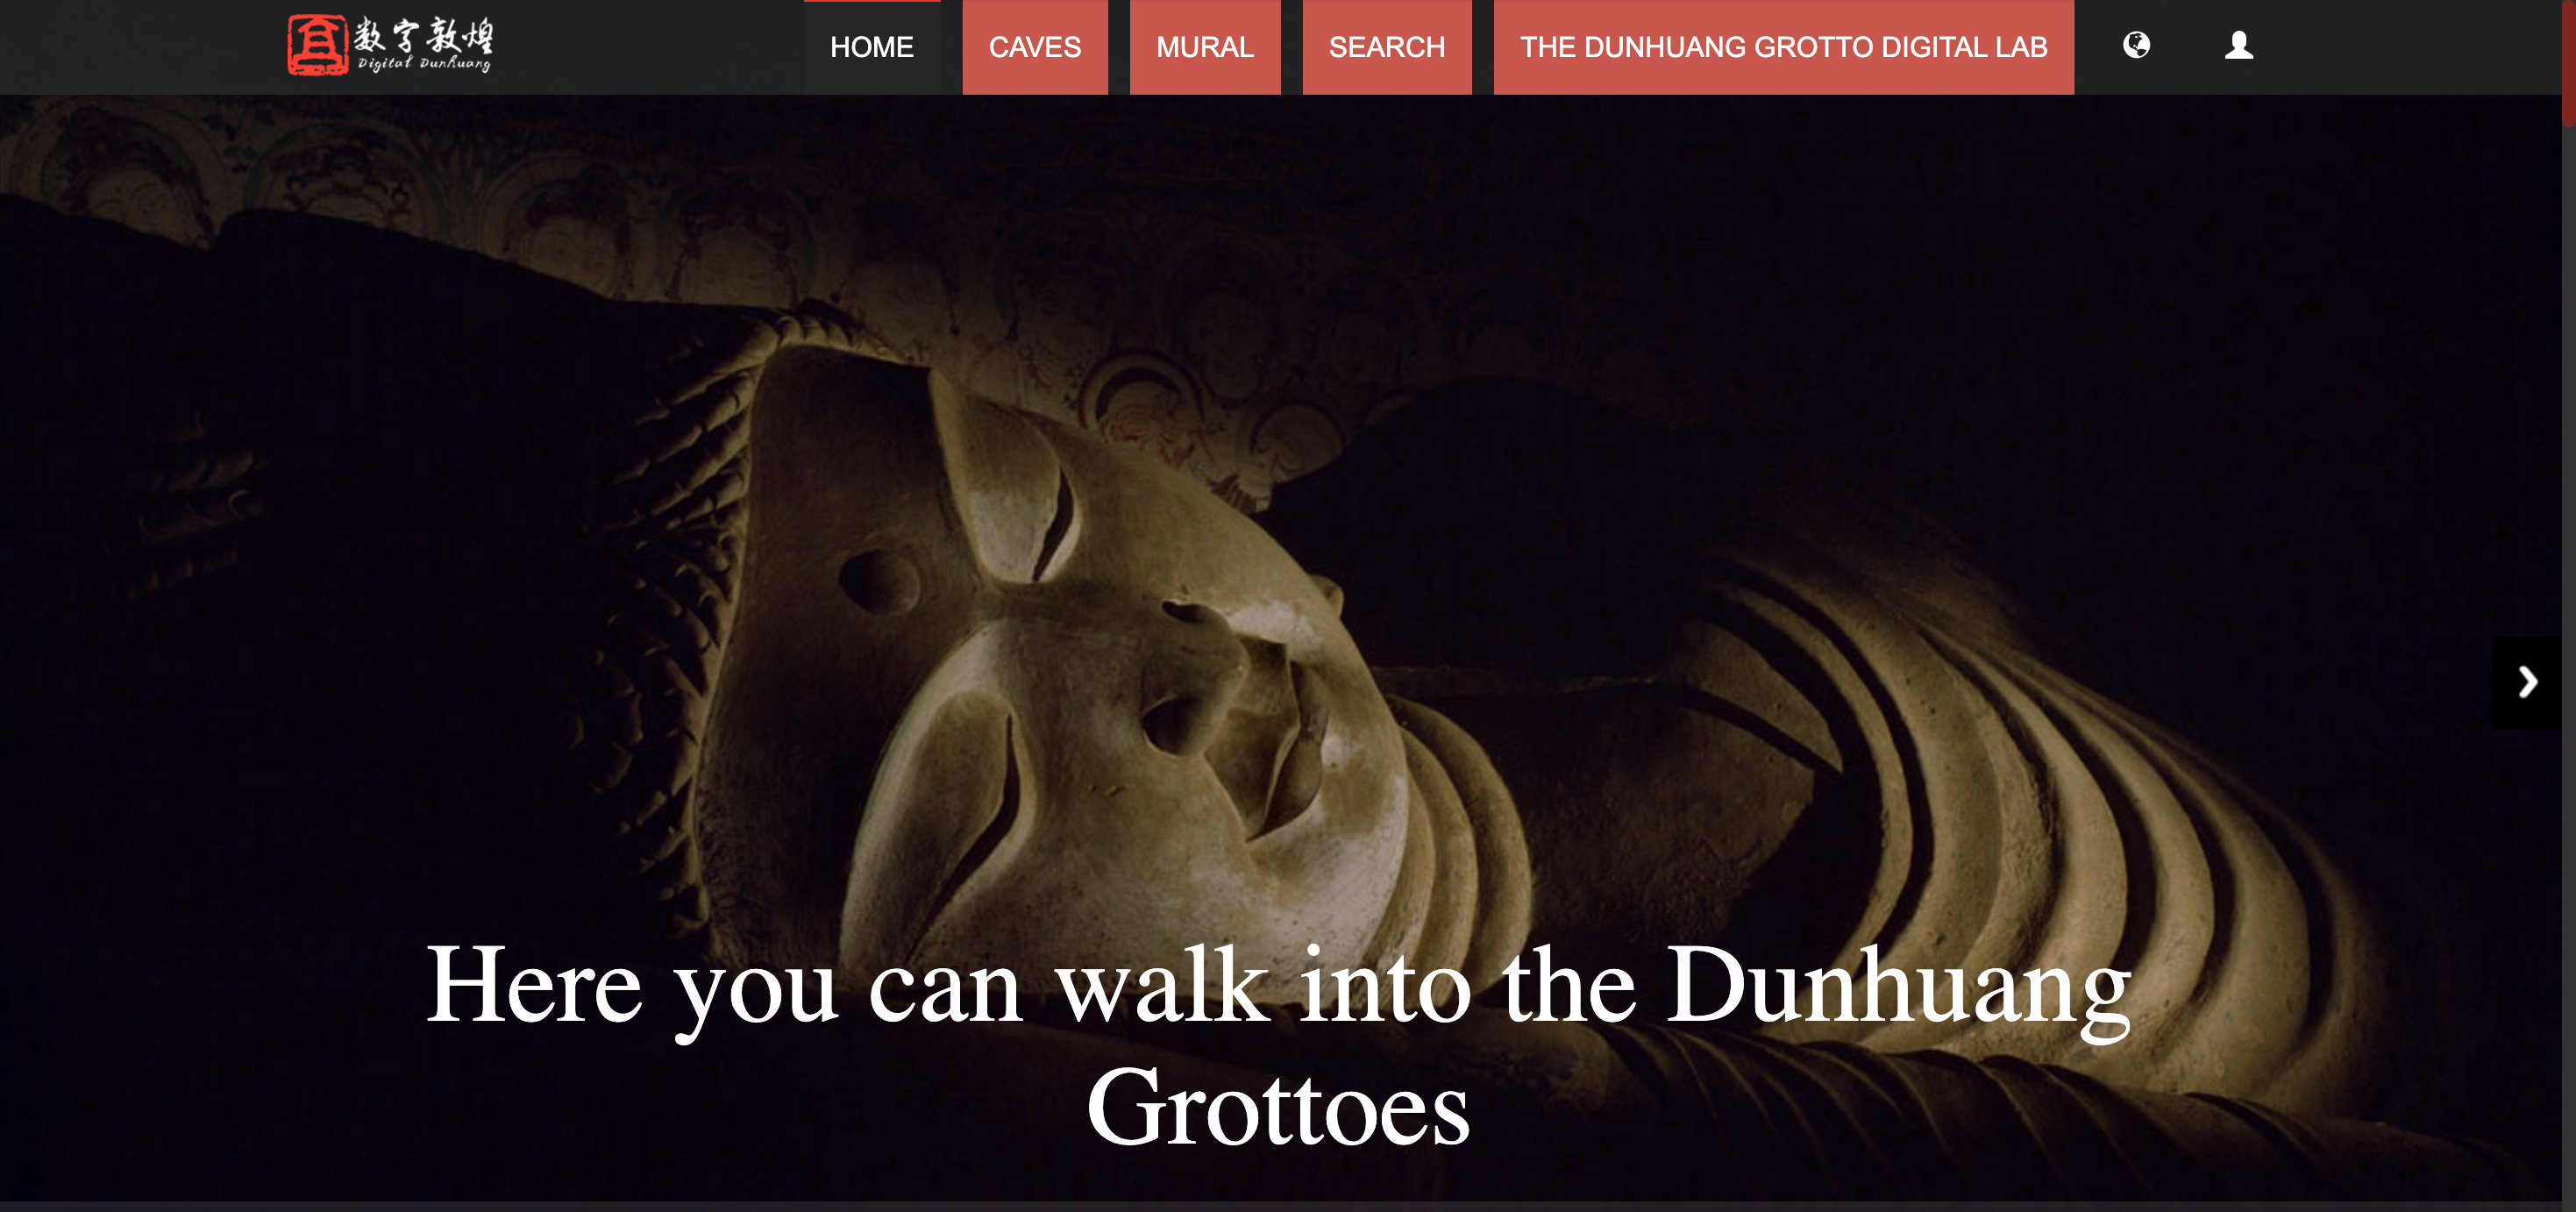 数字敦煌
Digital Dunhuang
HOME
CAVES
MURAL
SEARCH
THE DUNHUANG GROTTO DIGITAL LAB
Here you can walk into the Dunhuang
Grottoes